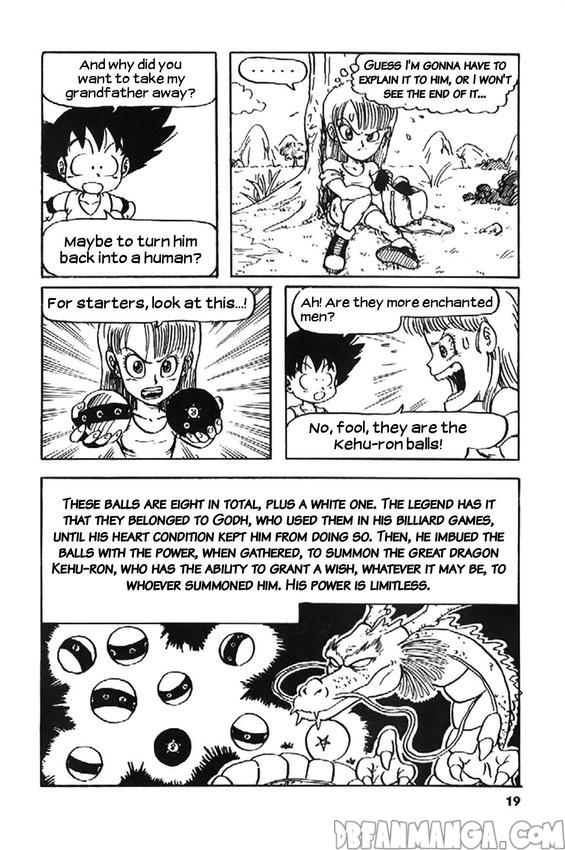 And why did you
want to take my
grandfather away?
Maybe to turn him
back into a human?
.....
GUESS I'M GONNA HAVE TO
EXPLAIN IT TO HIM, OR I WON'T
SEE THE END OF IT...
For starters, look at this...!
Ah! Are they more enchanted
men?
No, fool, they are the
Kehu-ron balls!
THESE BALLS ARE EIGHT IN TOTAL, PLUS A WHITE ONE. THE LEGEND HAS IT
THAT THEY BELONGED TO GODH, WHO USED THEM IN HIS BILLIARD GAMES,
UNTIL HIS HEART CONDITION KEPT HIM FROM DOING SO. THEN, HE IMBUED THE
BALLS WITH THE POWER, WHEN GATHERED, TO SUMMON THE GREAT DRAGON
KEHU-RON, WHO HAS THE ABILITY TO GRANT A WISH, WHATEVER IT MAY BE, TO
WHOEVER SUMMONED HIM. HIS POWER IS LIMITLESS.
19
DBFANMANGA.COM